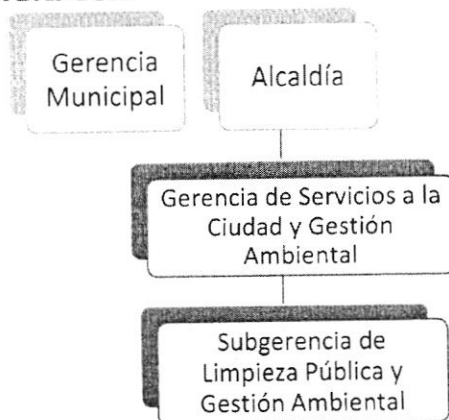 Gerencia
Municipal
Alcaldía
Gerencia de Servicios a la
Ciudad y Gestión
Ambiental
Subgerencia de
Limpieza Pública y
Gestión Ambiental